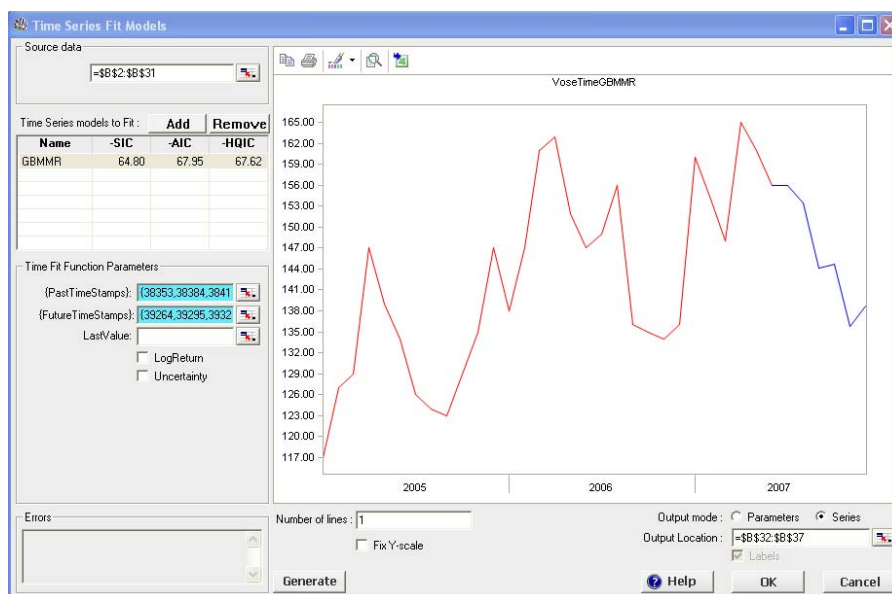 Time Series Fit Models
Source data
=$B$2:$B$31
Time Series models to Fit :
Add
Remove
Name -SIC -AIC -HQIC
GBMMR 64.80 67.95 67.62
Time Fit Function Parameters
{PastTimeStamps}: {38353,38384,3841
{FutureTimeStamps}: {39264,39295,3932
LastValue:
LogReturn
Uncertainty
Errors
VoseTimeGBMMR
165.00
162.00
159.00
156.00
153.00
150.00
147.00
144.00
141.00
138.00
135.00
132.00
129.00
126.00
123.00
120.00
117.00
2005 2006 2007
Number of lines : 1
Fix Y-scale
Generate
Output mode : Parameters Series
Output Location : =$B$32:$B$37
Labels
Help
OK
Cancel